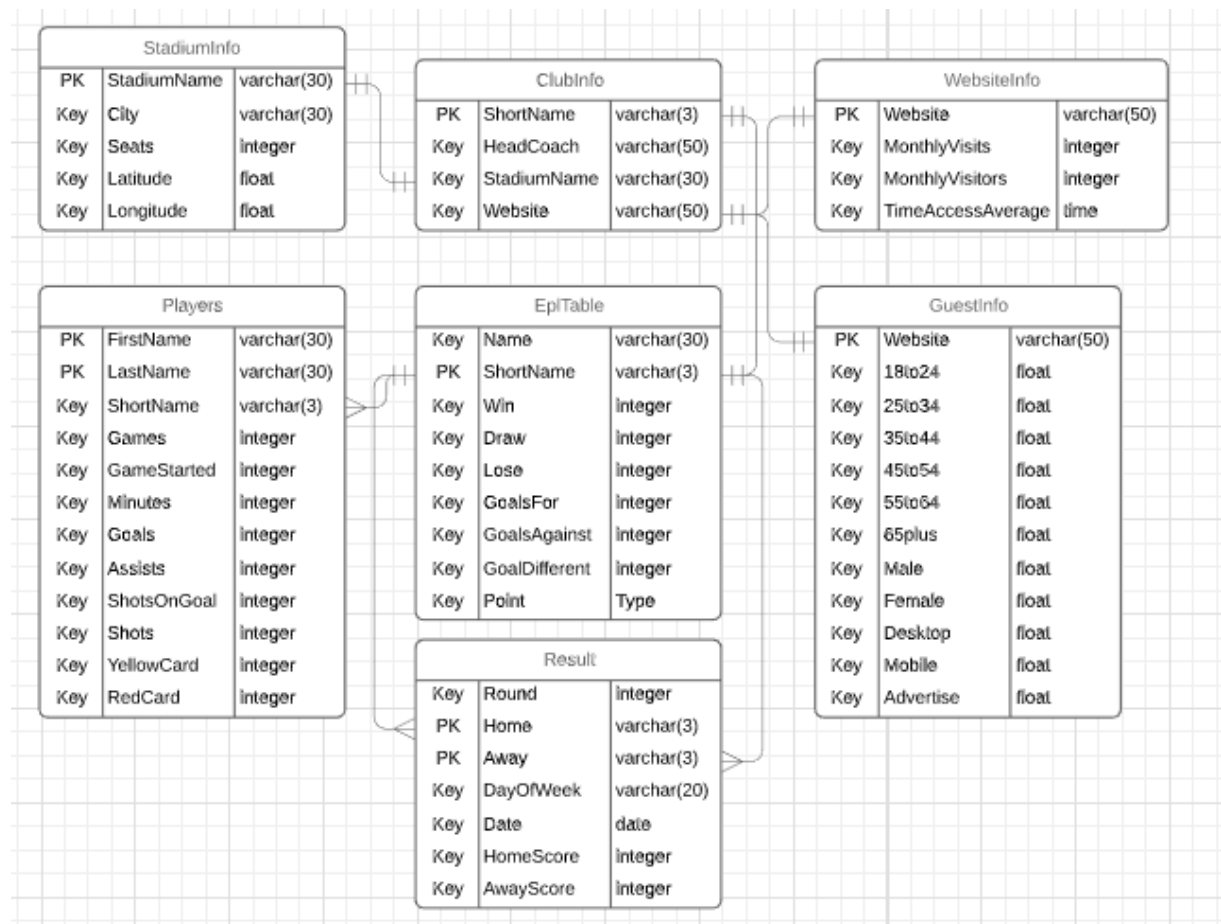 StadiumInfo
PK StadiumName varchar(30)
Key City varchar(30)
Key Seats integer
Key Latitude float
Key Longitude float
ClubInfo
PK ShortName varchar(3)
Key HeadCoach varchar(50)
Key StadiumName varchar(30)
Key Website varchar(50)
WebsiteInfo
PK Website varchar(50)
Key MonthlyVisits integer
Key MonthlyVisitors integer
Key TimeAccessAverage time
Players
PK FirstName varchar(30)
PK LastName varchar(30)
Key ShortName varchar(3)
Key Games integer
Key GameStarted integer
Key Minutes integer
Key Goals integer
Key Assists integer
Key ShotsOnGoal integer
Key Shots integer
Key YellowCard integer
Key RedCard integer
EplTable
Key Name varchar(30)
PK ShortName varchar(3)
Key Win integer
Key Draw integer
Key Lose integer
Key GoalsFor integer
Key GoalsAgainst integer
Key GoalDifferent integer
Key Point Type
GuestInfo
PK Website varchar(50)
Key 18to24 float
Key 25to34 float
Key 35to44 float
Key 45to54 float
Key 55to64 float
Key 65plus float
Key Male float
Key Female float
Key Desktop float
Key Mobile float
Key Advertise float
Result
Key Round integer
PK Home varchar(3)
PK Away varchar(3)
Key DayOfWeek varchar(20)
Key Date date
Key HomeScore integer
Key AwayScore integer